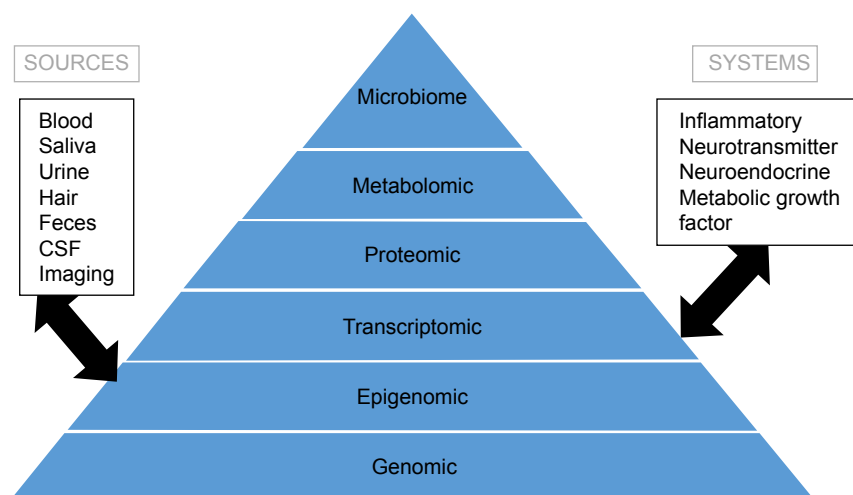 SOURCES
Blood
Saliva
Urine
Hair
Feces
CSF
Imaging
Microbiome
Metabolomic
Proteomic
Transcriptomic
Epigenomic
Genomic
SYSTEMS
Inflammatory
Neurotransmitter
Neuroendocrine
Metabolic growth
factor